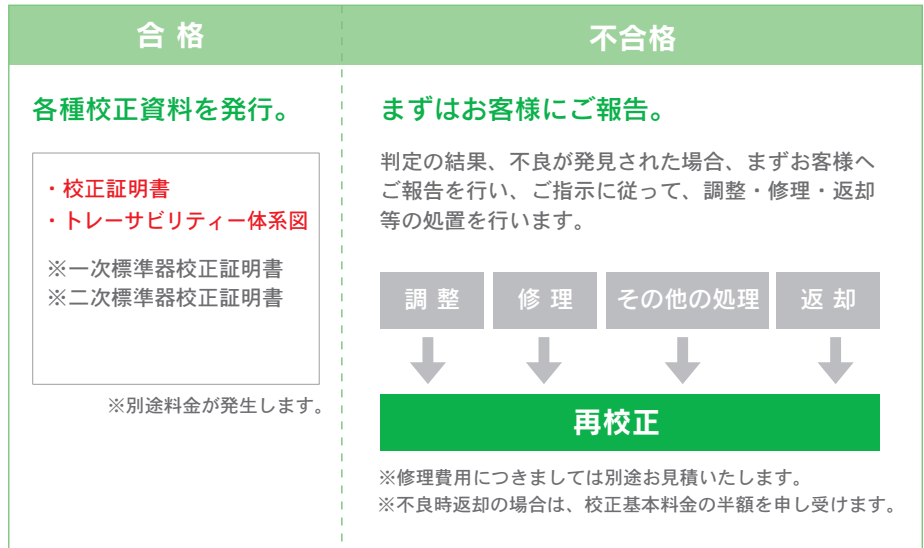 合格
不合格
各種校正資料を発行。
・校正証明書
・トレーサビリティー体系図
※一次標準器校正証明書
※二次標準器校正証明書
※別途料金が発生します。
まずはお客様にご報告。
判定の結果、不良が発見された場合、まずお客様へ
ご報告を行い、ご指示に従って、調整・修理・返却
等の処置を行います。
調整
修理
その他の処理
返却
再校正
※修理費用につきましては別途お見積いたします。
※不良時返却の場合は、校正基本料金の半額を申し受けます。